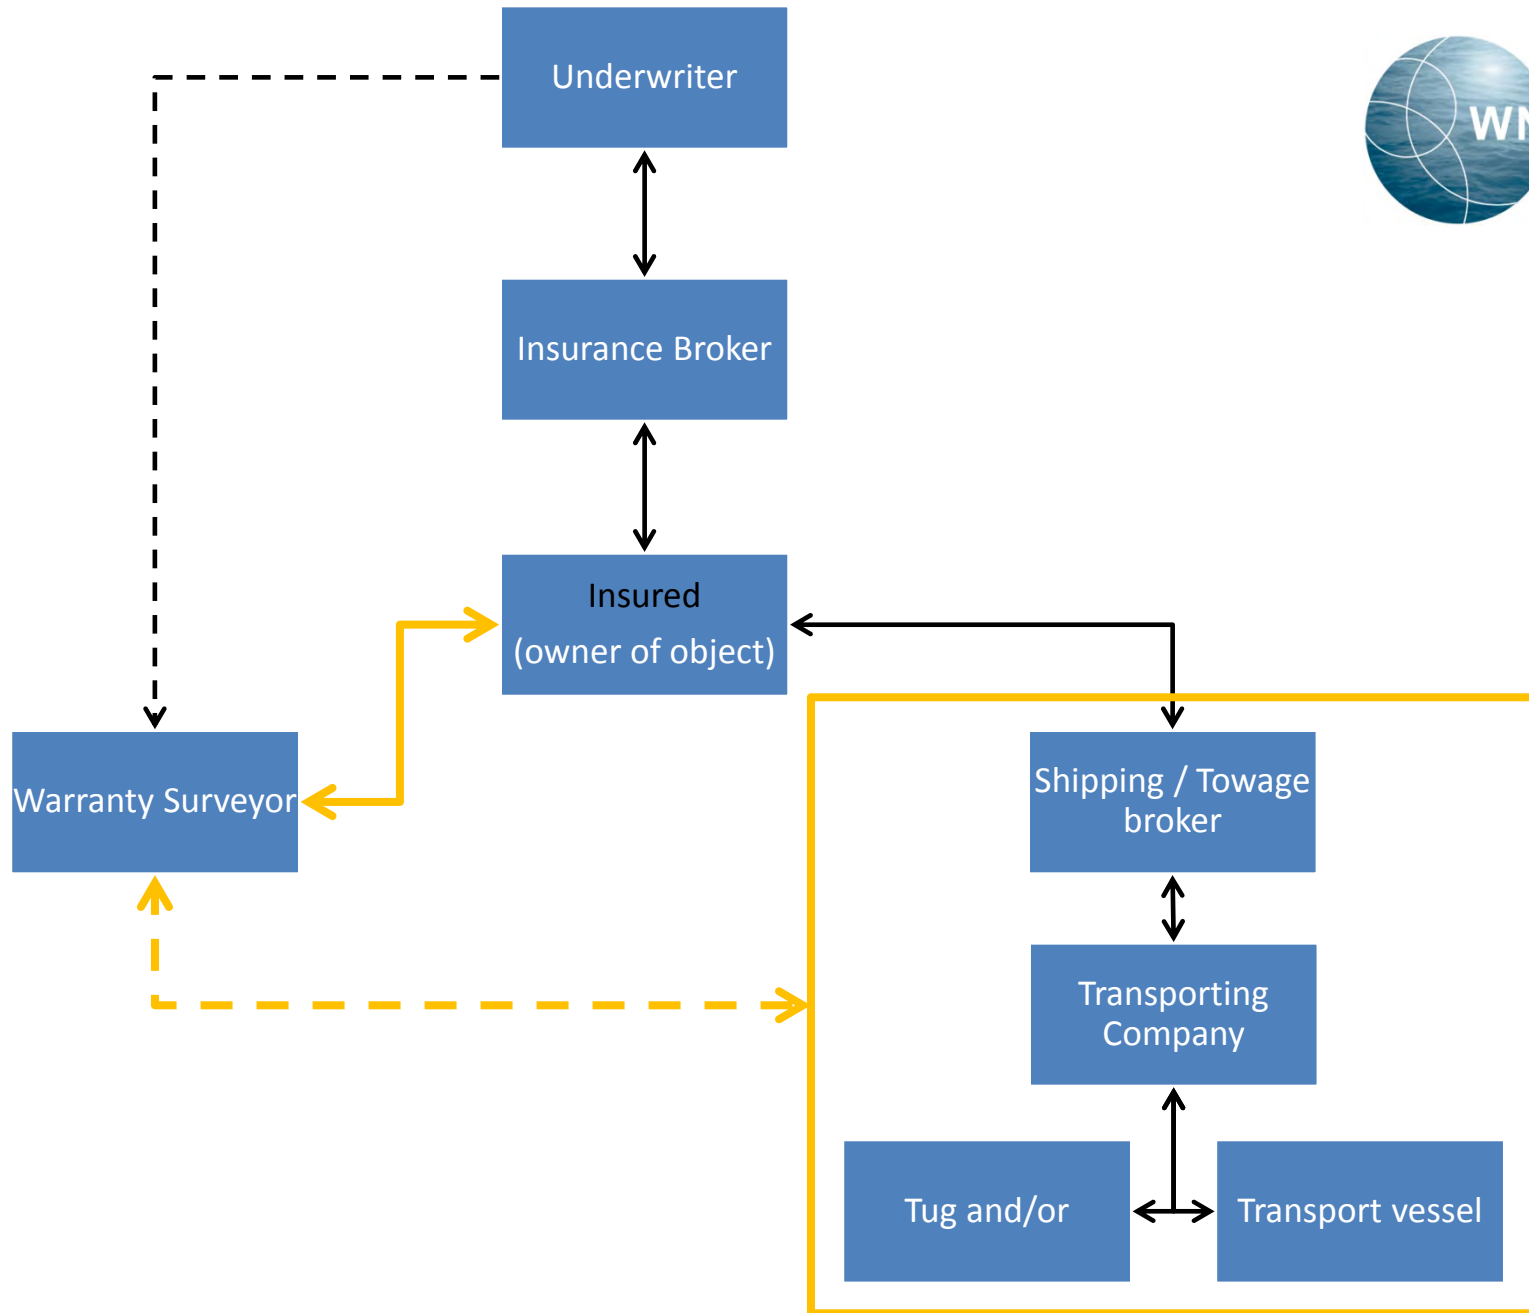 Underwriter
WN
Insurance Broker
Insured
(owner of object)
Warranty Surveyor
Shipping / Towage
broker
Transporting
Company
Tug and/or
Transport vessel